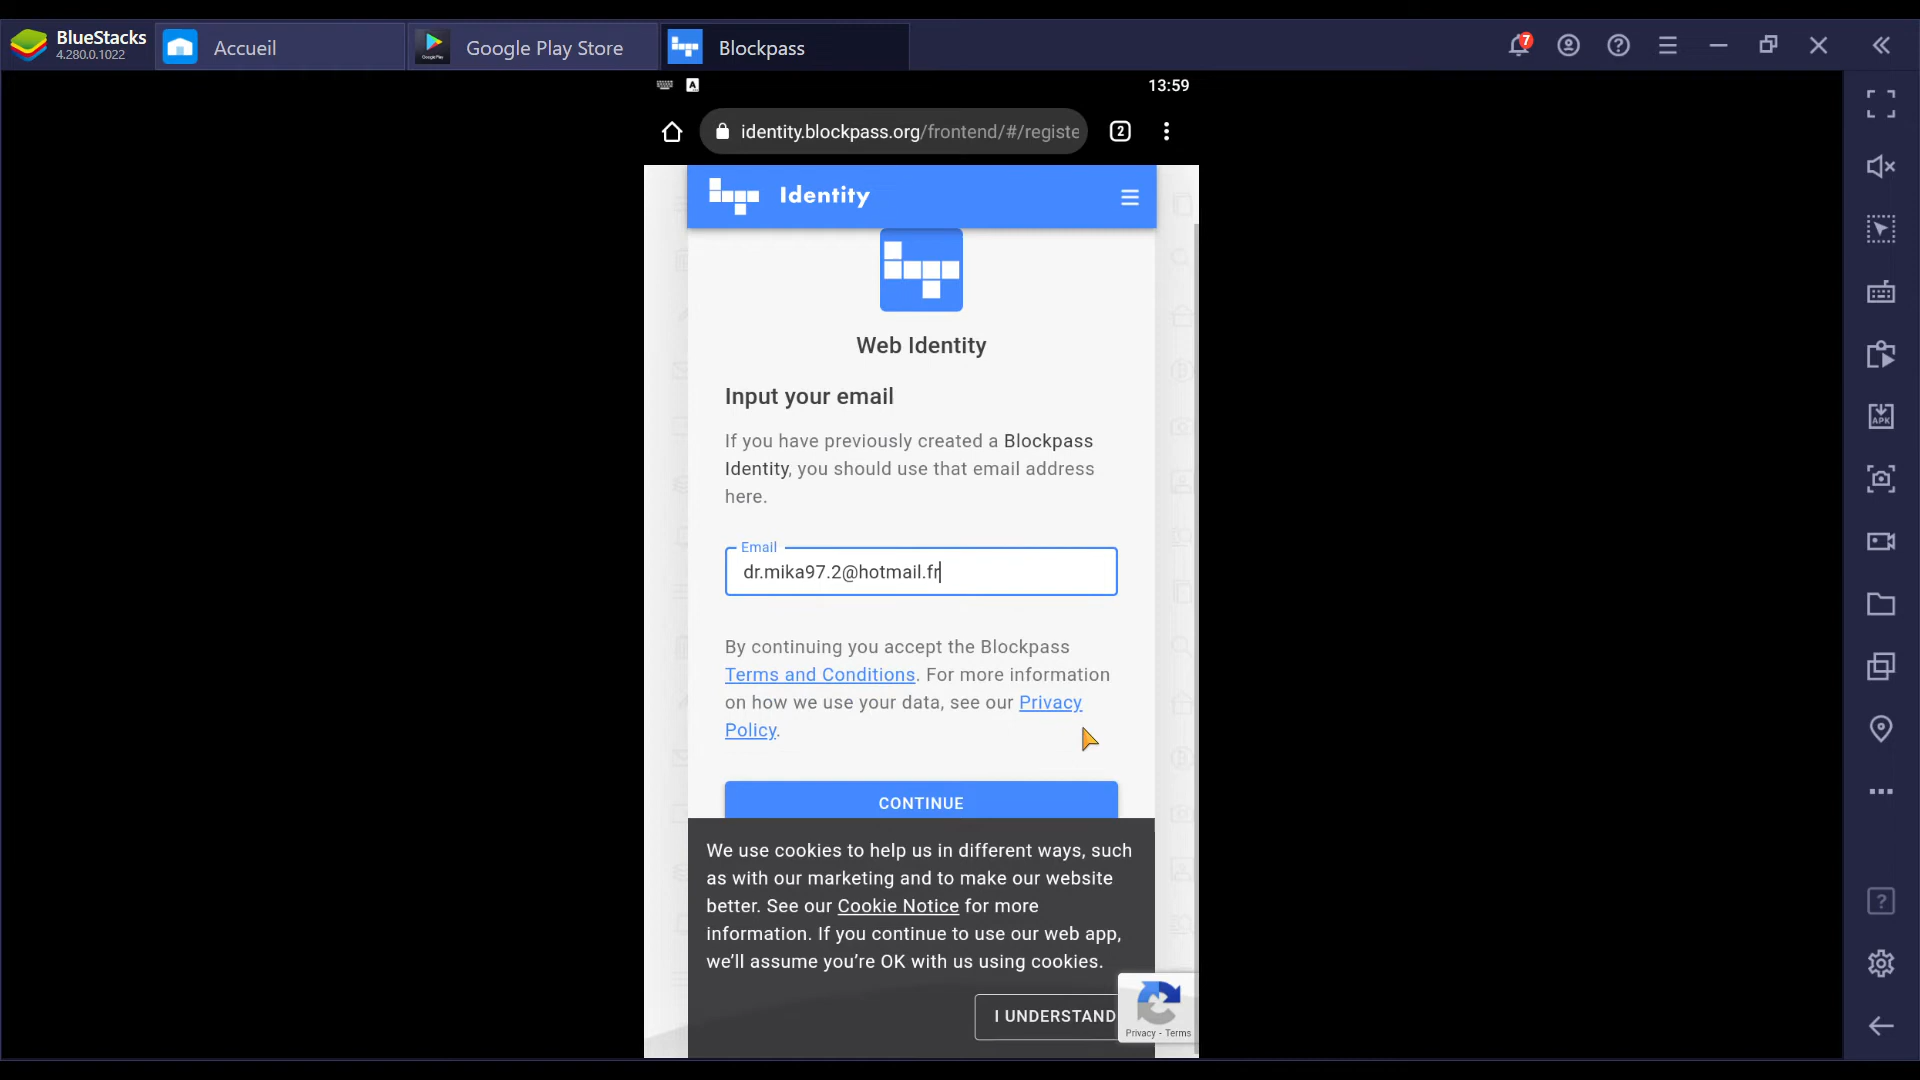 BlueStacks
4.280.0.1022
Accueil
Google Play
Google Play Store
Blockpass
7
13:59
A
identity.blockpass.org/frontend/#/registe
2
Identity
Web Identity
Input your email
If you have previously created a Blockpass
Identity, you should use that email address
here.
Email
dr.mika97.2@hotmail.fr
By continuing you accept the Blockpass
Terms and Conditions. For more information
on how we use your data, see our Privacy
Policy.
CONTINUE
We use cookies to help us in different ways, such
as with our marketing and to make our website
better. See our Cookie Notice for more
information. If you continue to use our web app,
we’ll assume you’re OK with us using cookies.
I UNDERSTAND
Privacy - Terms
APK